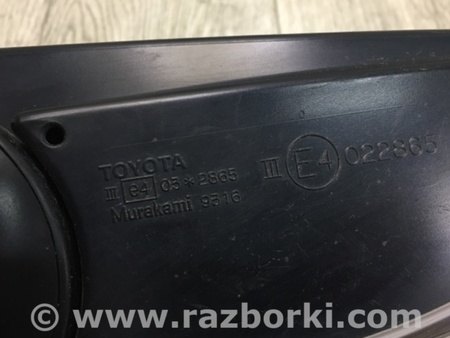 TOYOTA
III e4 05*2865
Murakami 9516
III E4 022865
© www.razborki.com